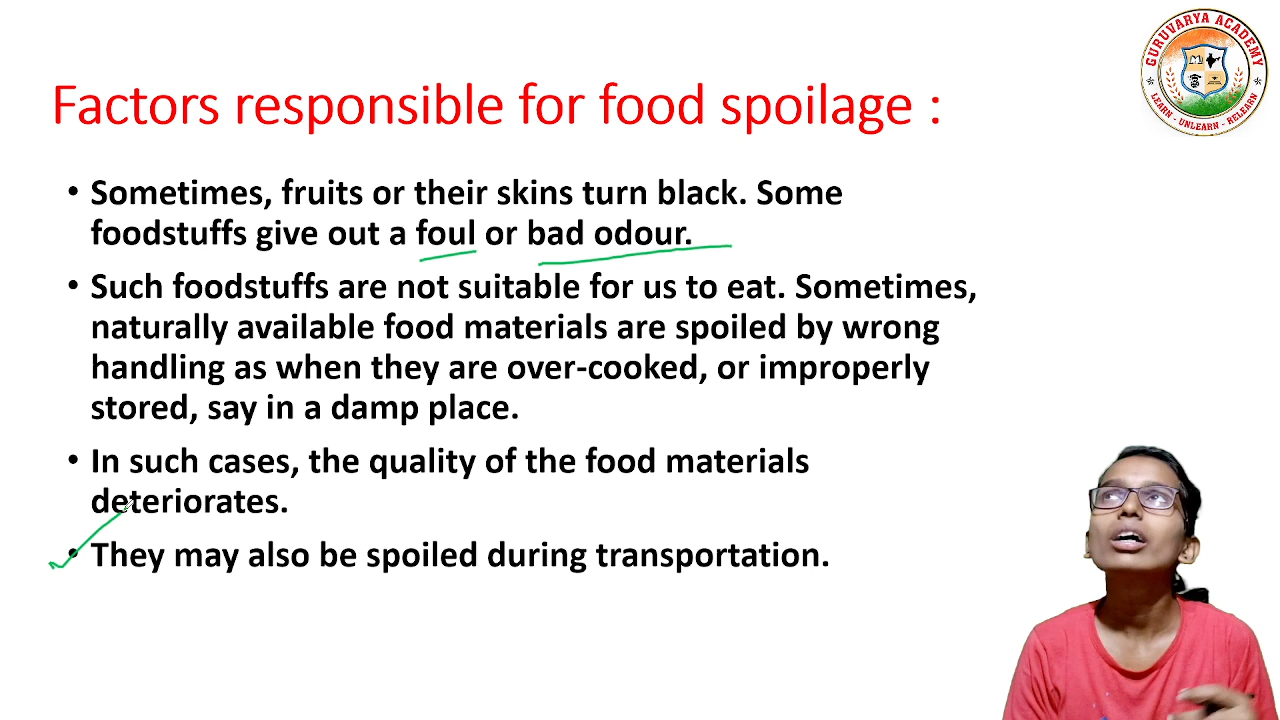 GURUVARYA ACADEMY
LEARN - UNLEARN - RELEARN
Factors responsible for food spoilage :
• Sometimes, fruits or their skins turn black. Some
foodstuffs give out a foul or bad odour.
• Such foodstuffs are not suitable for us to eat. Sometimes,
naturally available food materials are spoiled by wrong
handling as when they are over-cooked, or improperly
stored, say in a damp place.
• In such cases, the quality of the food materials
deteriorates.
• They may also be spoiled during transportation.